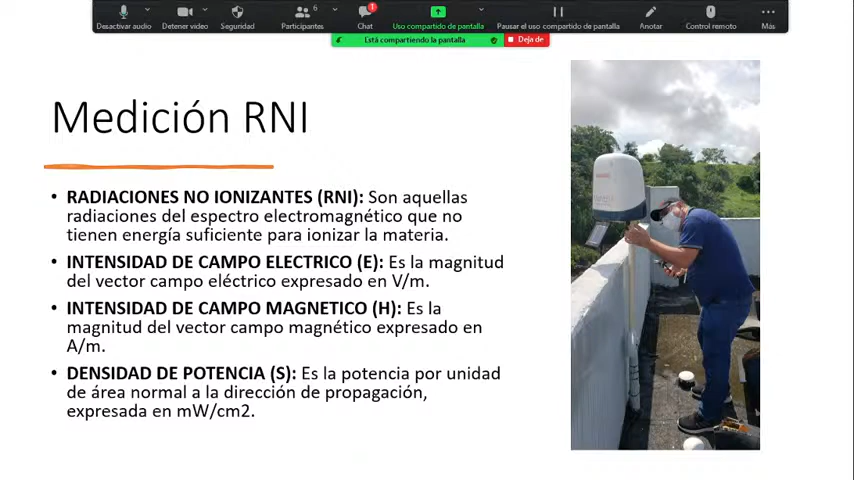 6
1
Desactivar audio
Detener video
Seguridad
Participantes
Chat
Uso compartido de pantalla
Pausar el uso compartido de pantalla
Anotar
Control remoto
Más
Está compartiendo la pantalla
Deja de
Medición RNI
• RADIACIONES NO IONIZANTES (RNI): Son aquellas
radiaciones del espectro electromagnético que no
tienen energía suficiente para ionizar la materia.
• INTENSIDAD DE CAMPO ELECTRICO (E): Es la magnitud
del vector campo eléctrico expresado en V/m.
• INTENSIDAD DE CAMPO MAGNETICO (H): Es la
magnitud del vector campo magnético expresado en
A/m.
• DENSIDAD DE POTENCIA (S): Es la potencia por unidad
de área normal a la dirección de propagación,
expresada en mW/cm2.